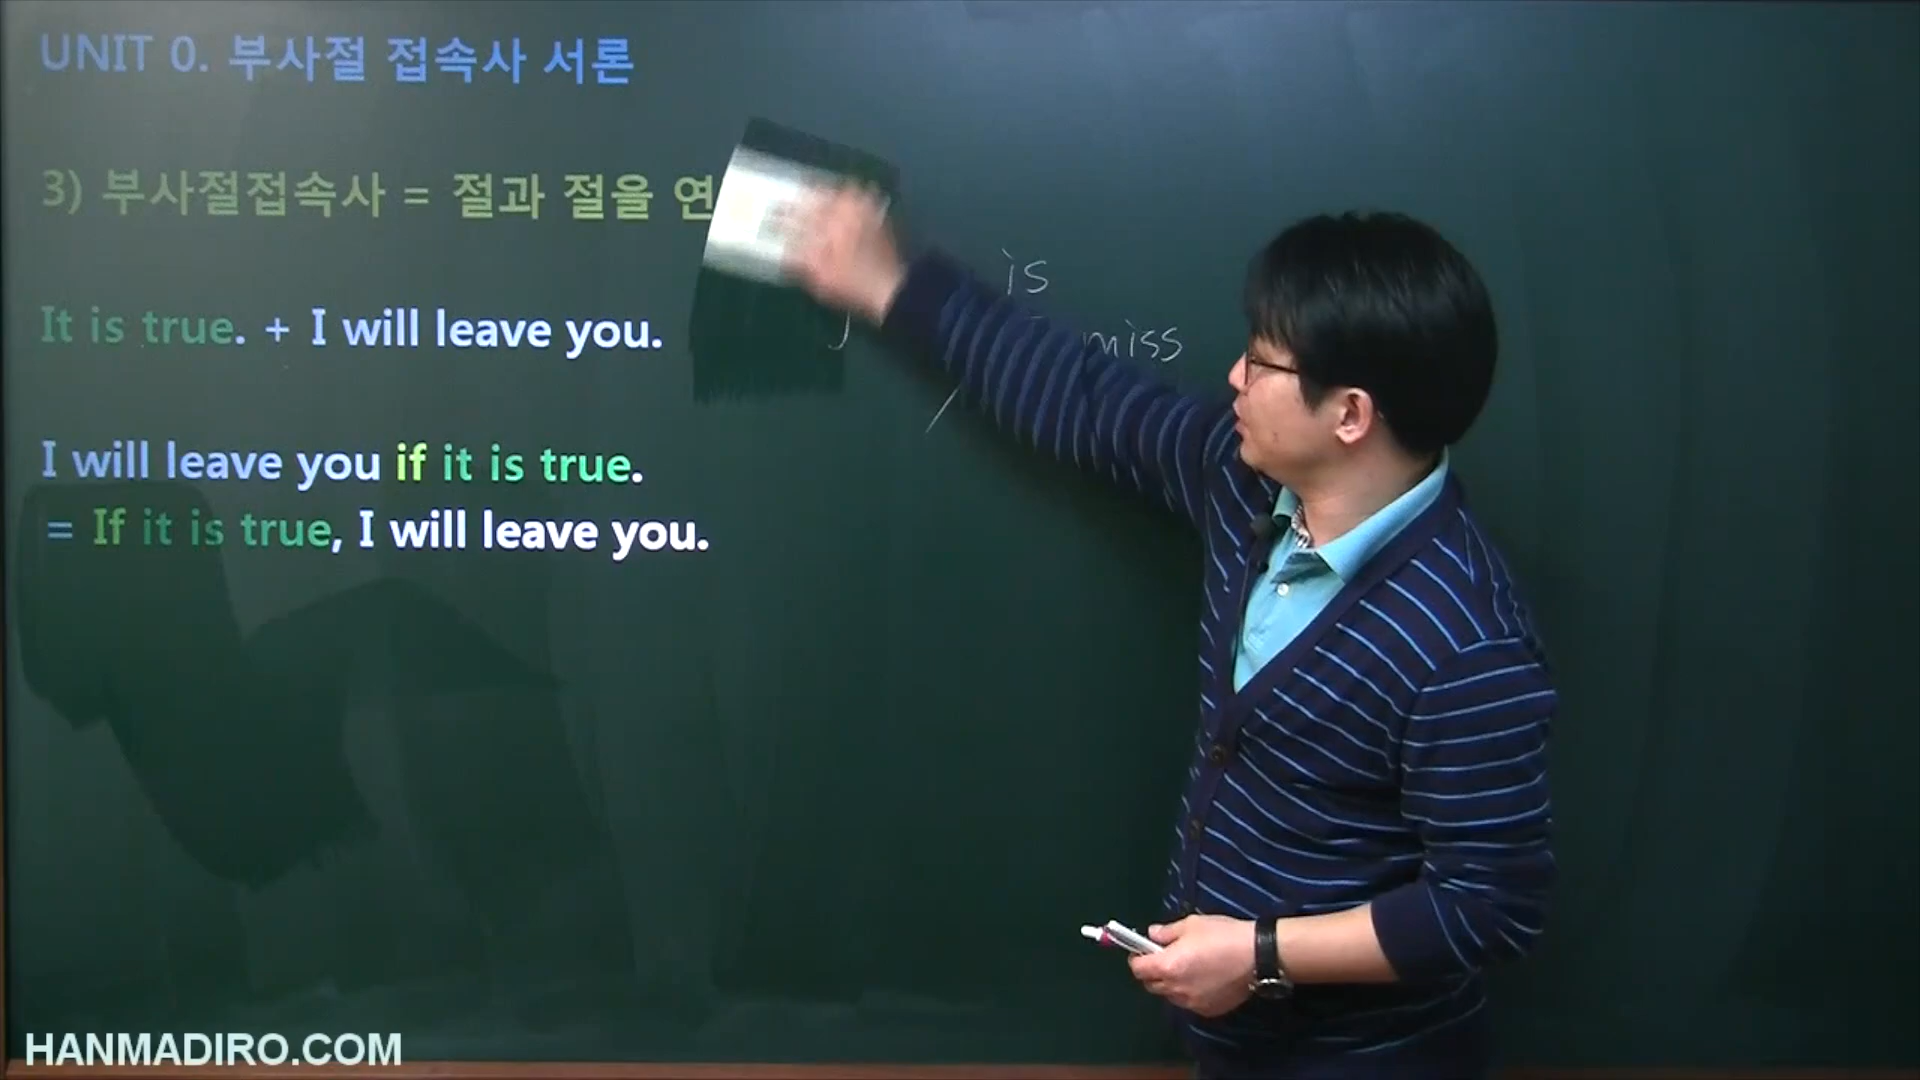 UNIT 0. 부사절 접속사 서론
3) 부사절접속사 = 절과 절을 연
is
It is true. + I will leave you.
miss
I will leave you if it is true.
= If it is true, I will leave you.
HANMADIRO.COM